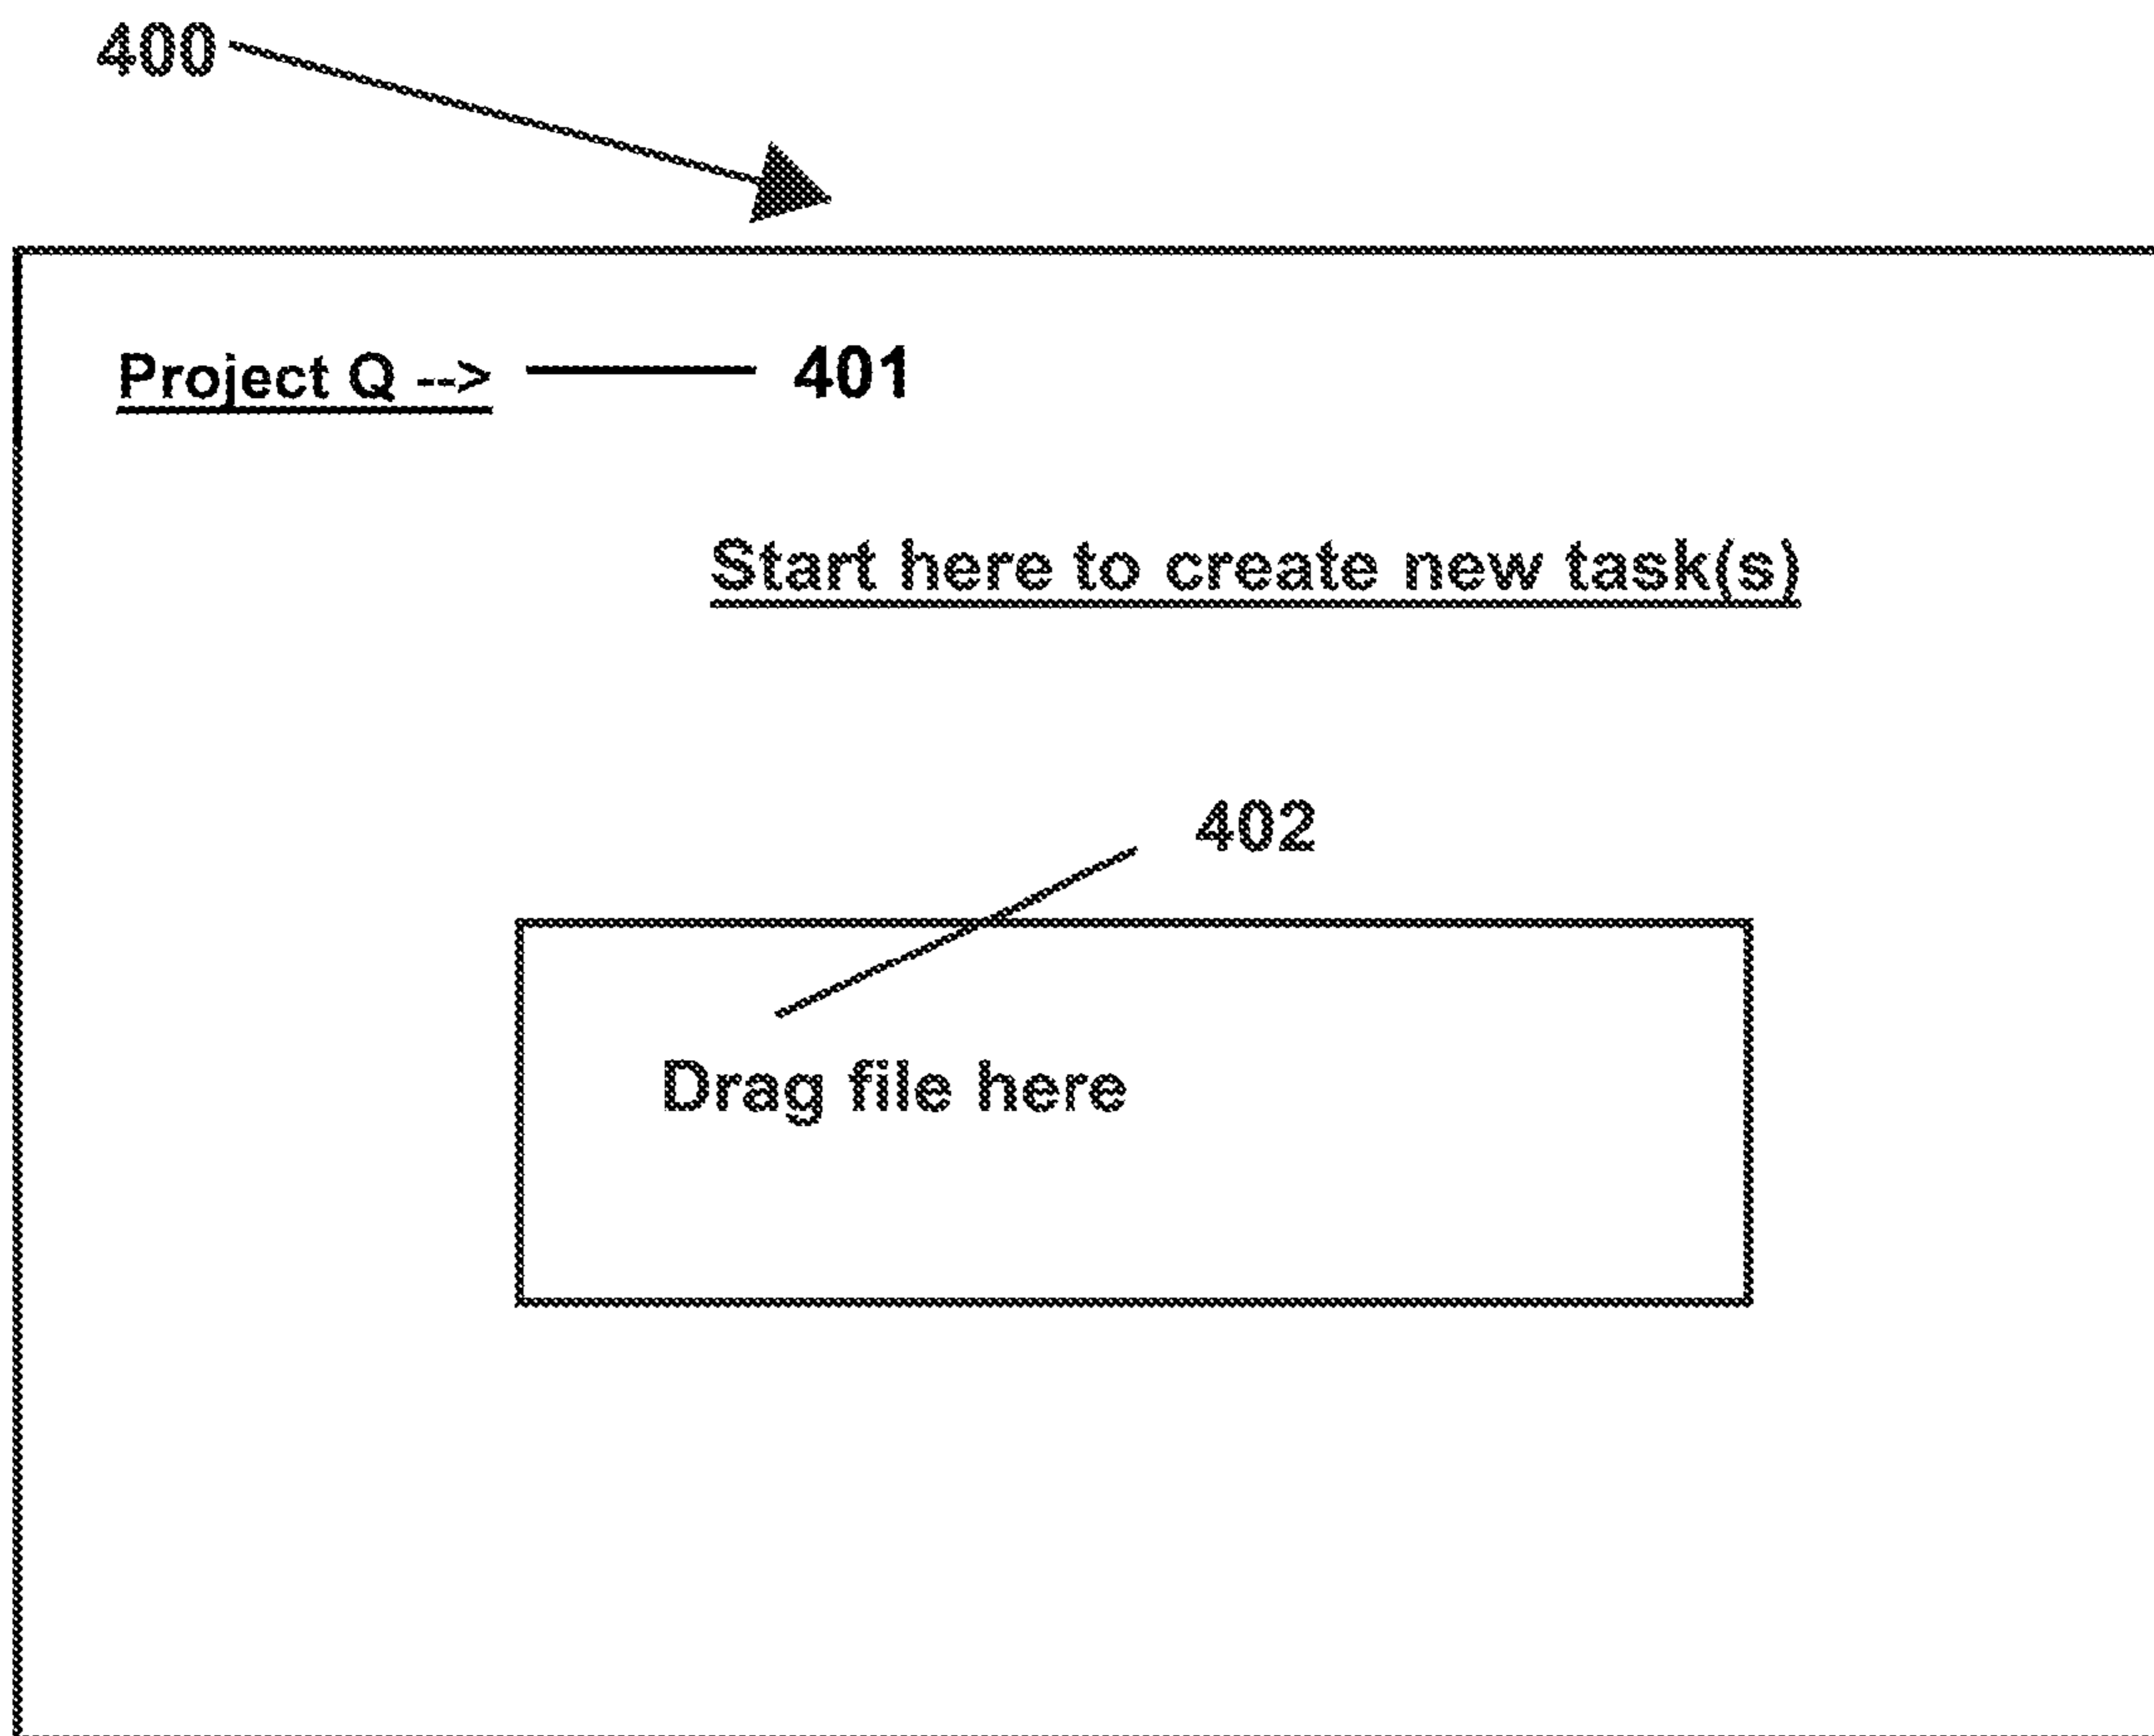 400
Project Q --> 401
Start here to create new task(s)
402
Drag file here